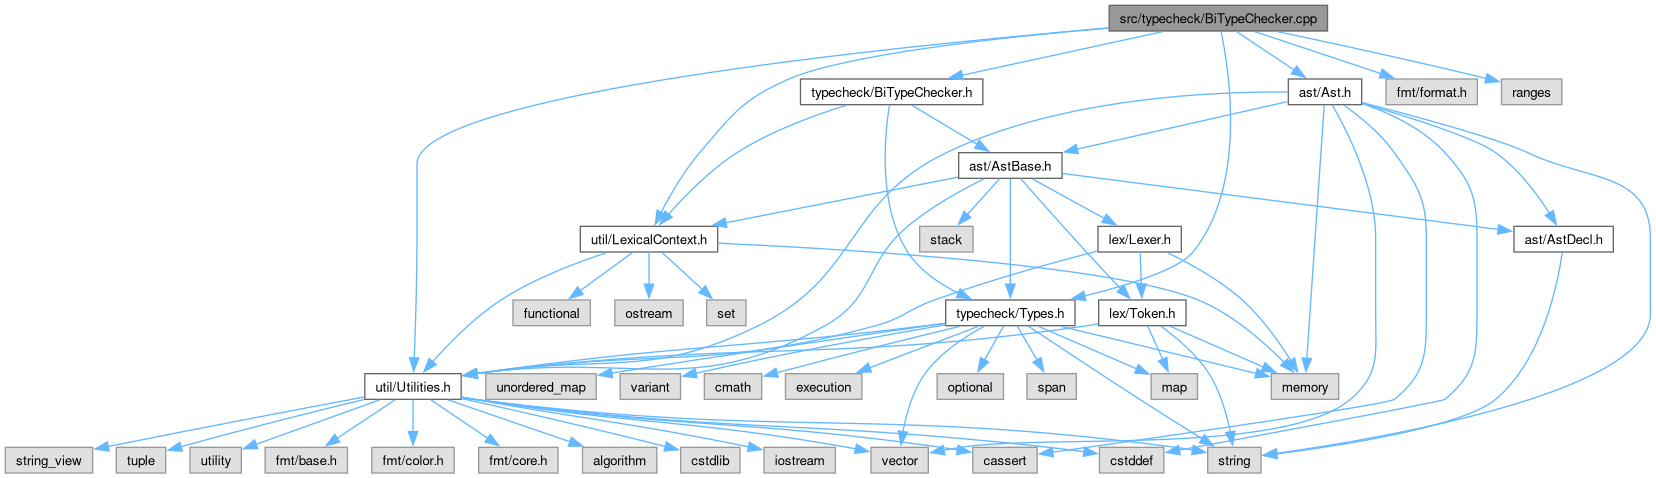 src/typecheck/BiTypeChecker.cpp
typecheck/BiTypeChecker.h
ast/Ast.h
fmt/format.h
ranges
ast/AstBase.h
util/LexicalContext.h
stack
lex/Lexer.h
ast/AstDecl.h
functional
ostream
set
typecheck/Types.h
lex/Token.h
util/Utilities.h
unordered_map
variant
cmath
execution
optional
span
map
memory
string_view
tuple
utility
fmt/base.h
fmt/color.h
fmt/core.h
algorithm
cstdlib
iostream
vector
cassert
cstddef
string